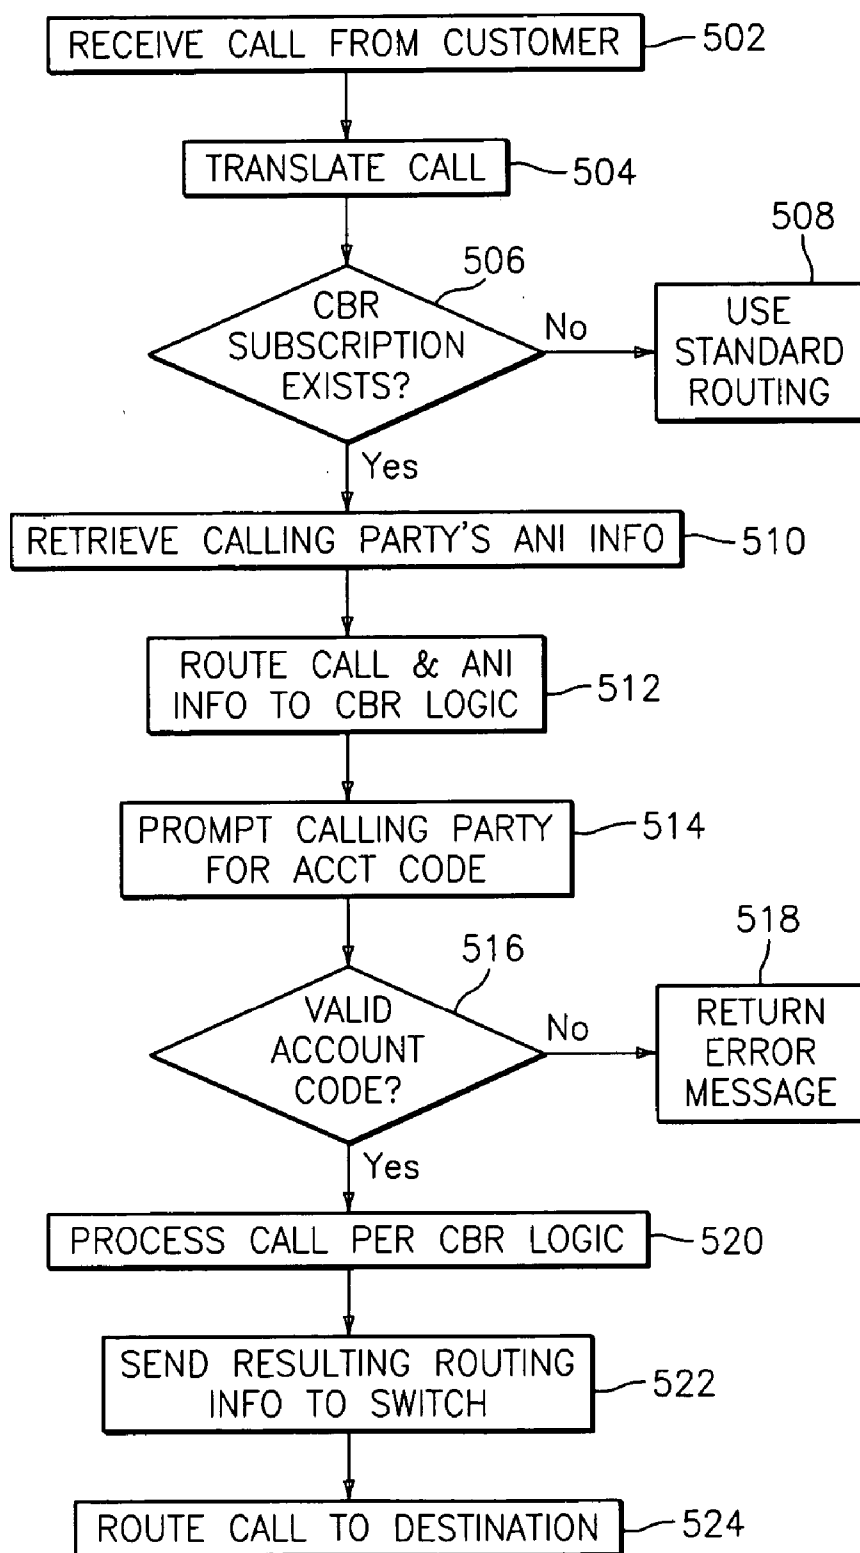 RECEIVE CALL FROM CUSTOMER
502
TRANSLATE CALL
504
506
CBR
SUBSCRIPTION
EXISTS?
No
508
USE
STANDARD
ROUTING
Yes
RETRIEVE CALLING PARTY'S ANI INFO
510
ROUTE CALL & ANI
INFO TO CBR LOGIC
512
PROMPT CALLING PARTY
FOR ACCT CODE
514
516
VALID
ACCOUNT
CODE?
No
518
RETURN
ERROR
MESSAGE
Yes
PROCESS CALL PER CBR LOGIC
520
SEND RESULTING ROUTING
INFO TO SWITCH
522
ROUTE CALL TO DESTINATION
524